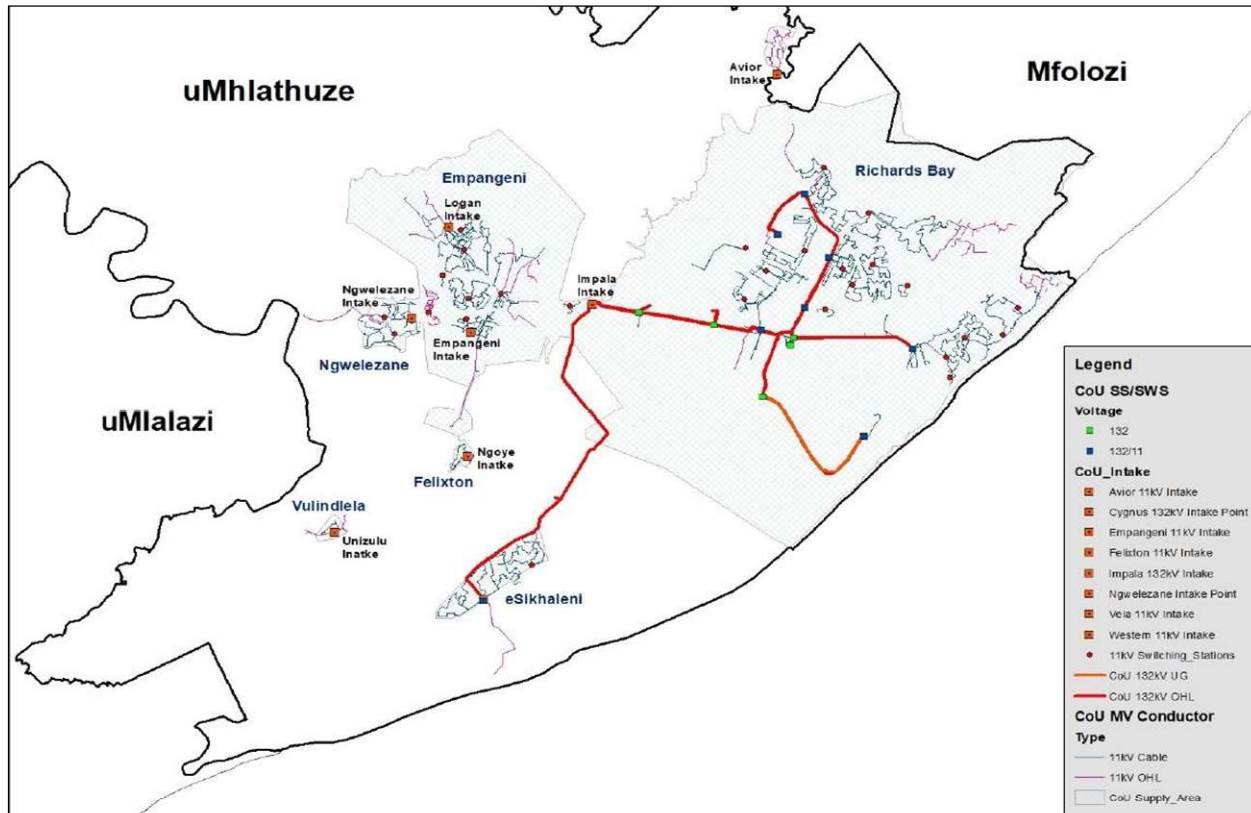 uMhlathuze
Avior
Intake
Mfolozi
Empangeni
Logan
Intake
Richards Bay
Ngwelezane
Intake
Impala
Intake
Empangeni
Intake
Ngwelezane
uMlalazi
Ngoye
Inatke
Felixton
Vulindlela
Unizulu
Inatke
eSikhaleni
Legend
CoU SS/SWS
Voltage
132
132/11
CoU_Intake
Avior 11kV Intake
Cygnus 132kV Intake Point
Empangeni 11kV Intake
Felixton 11kV Intake
Impala 132kV Intake
Ngwelezane Intake Point
Vela 11kV Intake
Western 11kV Intake
11kV Switching_Stations
CoU 132kV UG
CoU 132kV OHL
CoU MV Conductor
Type
11kV Cable
11kV OHL
CoU Supply_Area